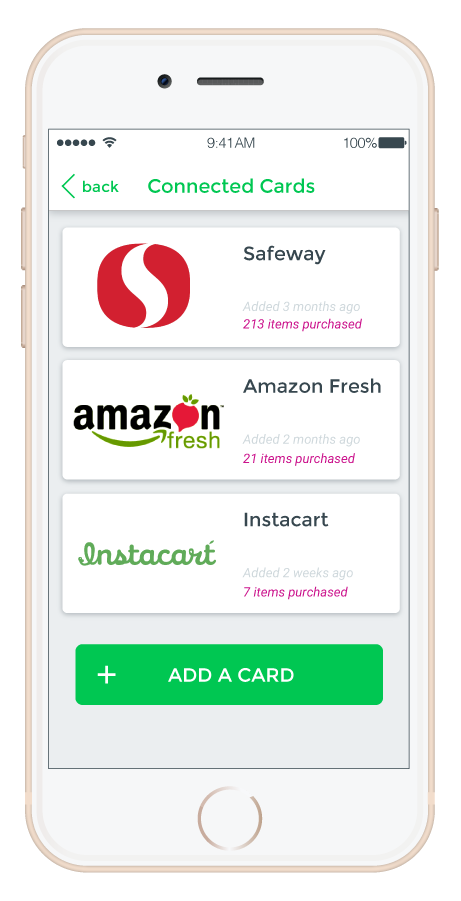 9:41AM
100%
back
Connected Cards
Safeway
Added 3 months ago
213 items purchased
amazon fresh™
Amazon Fresh
Added 2 months ago
21 items purchased
Instacart
Instacart
Added 2 weeks ago
7 items purchased
+ ADD A CARD